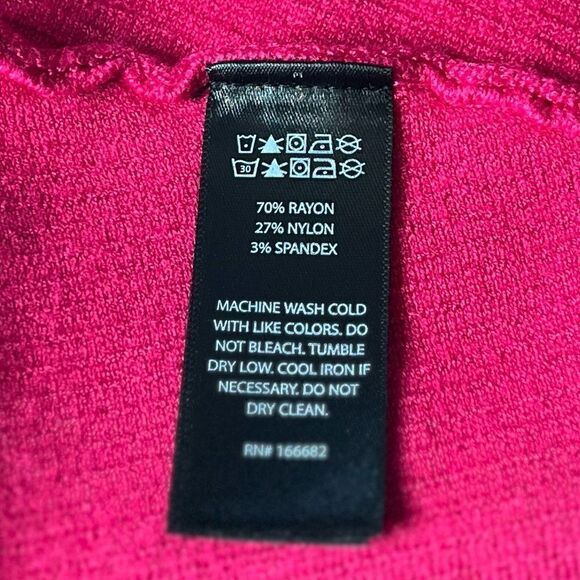 30
70% RAYON
27% NYLON
3% SPANDEX
MACHINE WASH COLD
WITH LIKE COLORS. DO
NOT BLEACH. TUMBLE
DRY LOW. COOL IRON IF
NECESSARY. DO NOT
DRY CLEAN.
RN# 166682